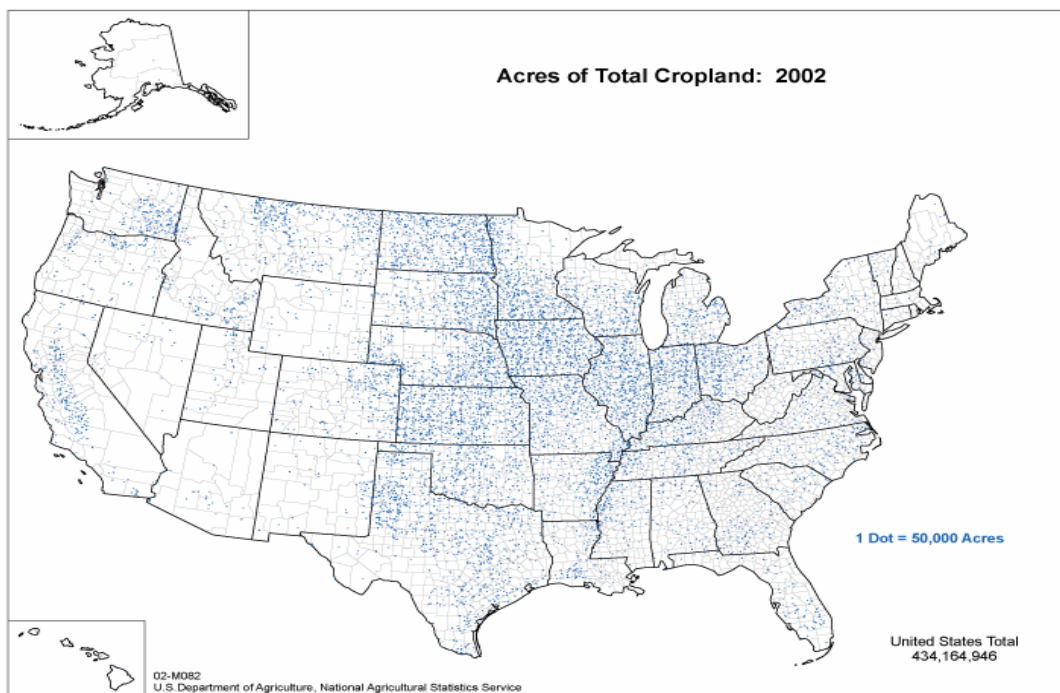 Acres of Total Cropland: 2002
1 Dot = 50,000 Acres
United States Total
434,164,946
02-M082
U.S.Department of Agriculture, National Agricultural Statistics Service